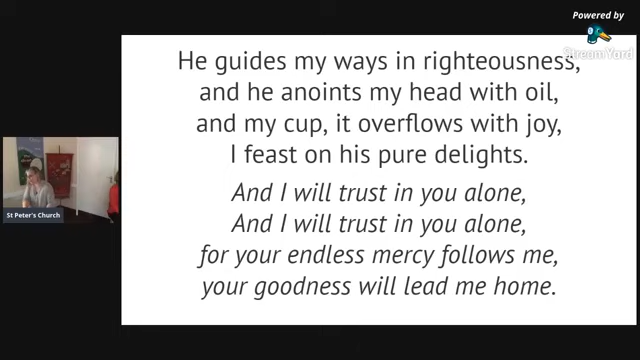 Powered by
StreamYard
He guides my ways in righteousness,
and he anoints my head with oil,
and my cup, it overflows with joy,
I feast on his pure delights.
And I will trust in you alone,
And I will trust in you alone,
for your endless mercy follows me,
your goodness will lead me home.
St Peter's Church